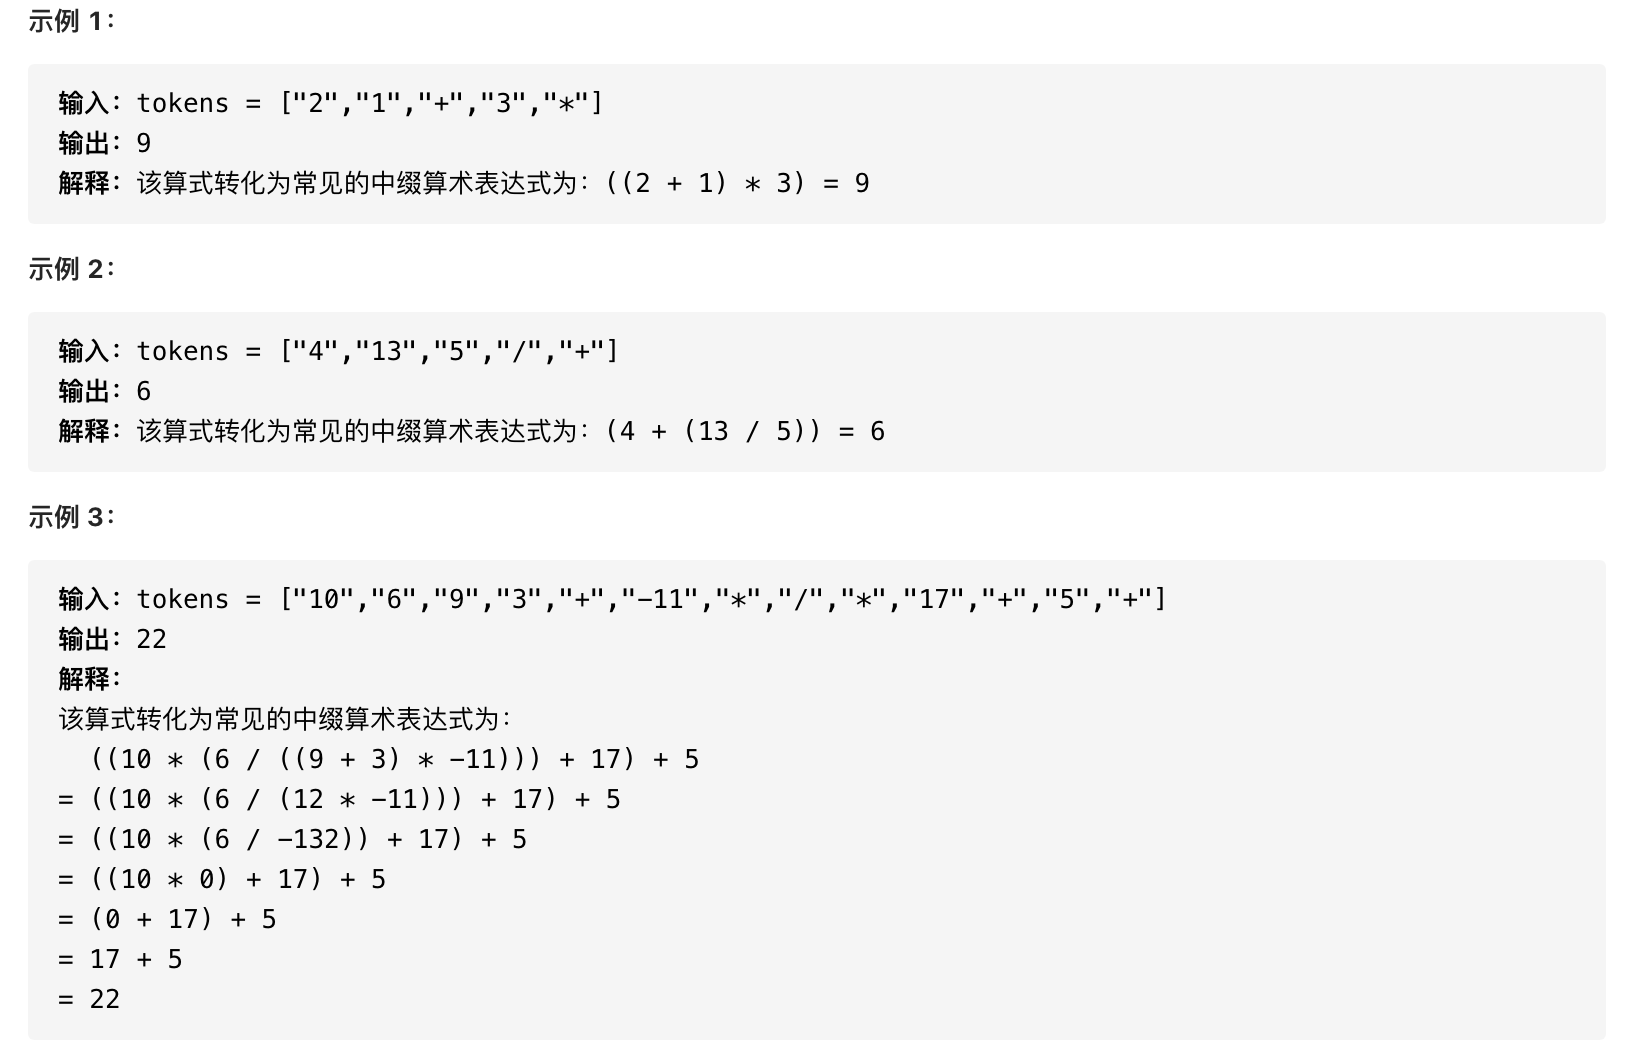 示例 1：
输入：tokens = ["2","1","+","3","*"]
输出：9
解释：该算式转化为常见的中缀算术表达式为：((2 + 1) * 3) = 9
示例 2：
输入：tokens = ["4","13","5","/","+"]
输出：6
解释：该算式转化为常见的中缀算术表达式为：(4 + (13 / 5)) = 6
示例 3：
输入：tokens = ["10","6","9","3","+","-11","*","/","*","17","+","5","+"]
输出：22
解释：
该算式转化为常见的中缀算术表达式为：
  ((10 * (6 / ((9 + 3) * -11))) + 17) + 5
= ((10 * (6 / (12 * -11))) + 17) + 5
= ((10 * (6 / -132)) + 17) + 5
= ((10 * 0) + 17) + 5
= (0 + 17) + 5
= 17 + 5
= 22